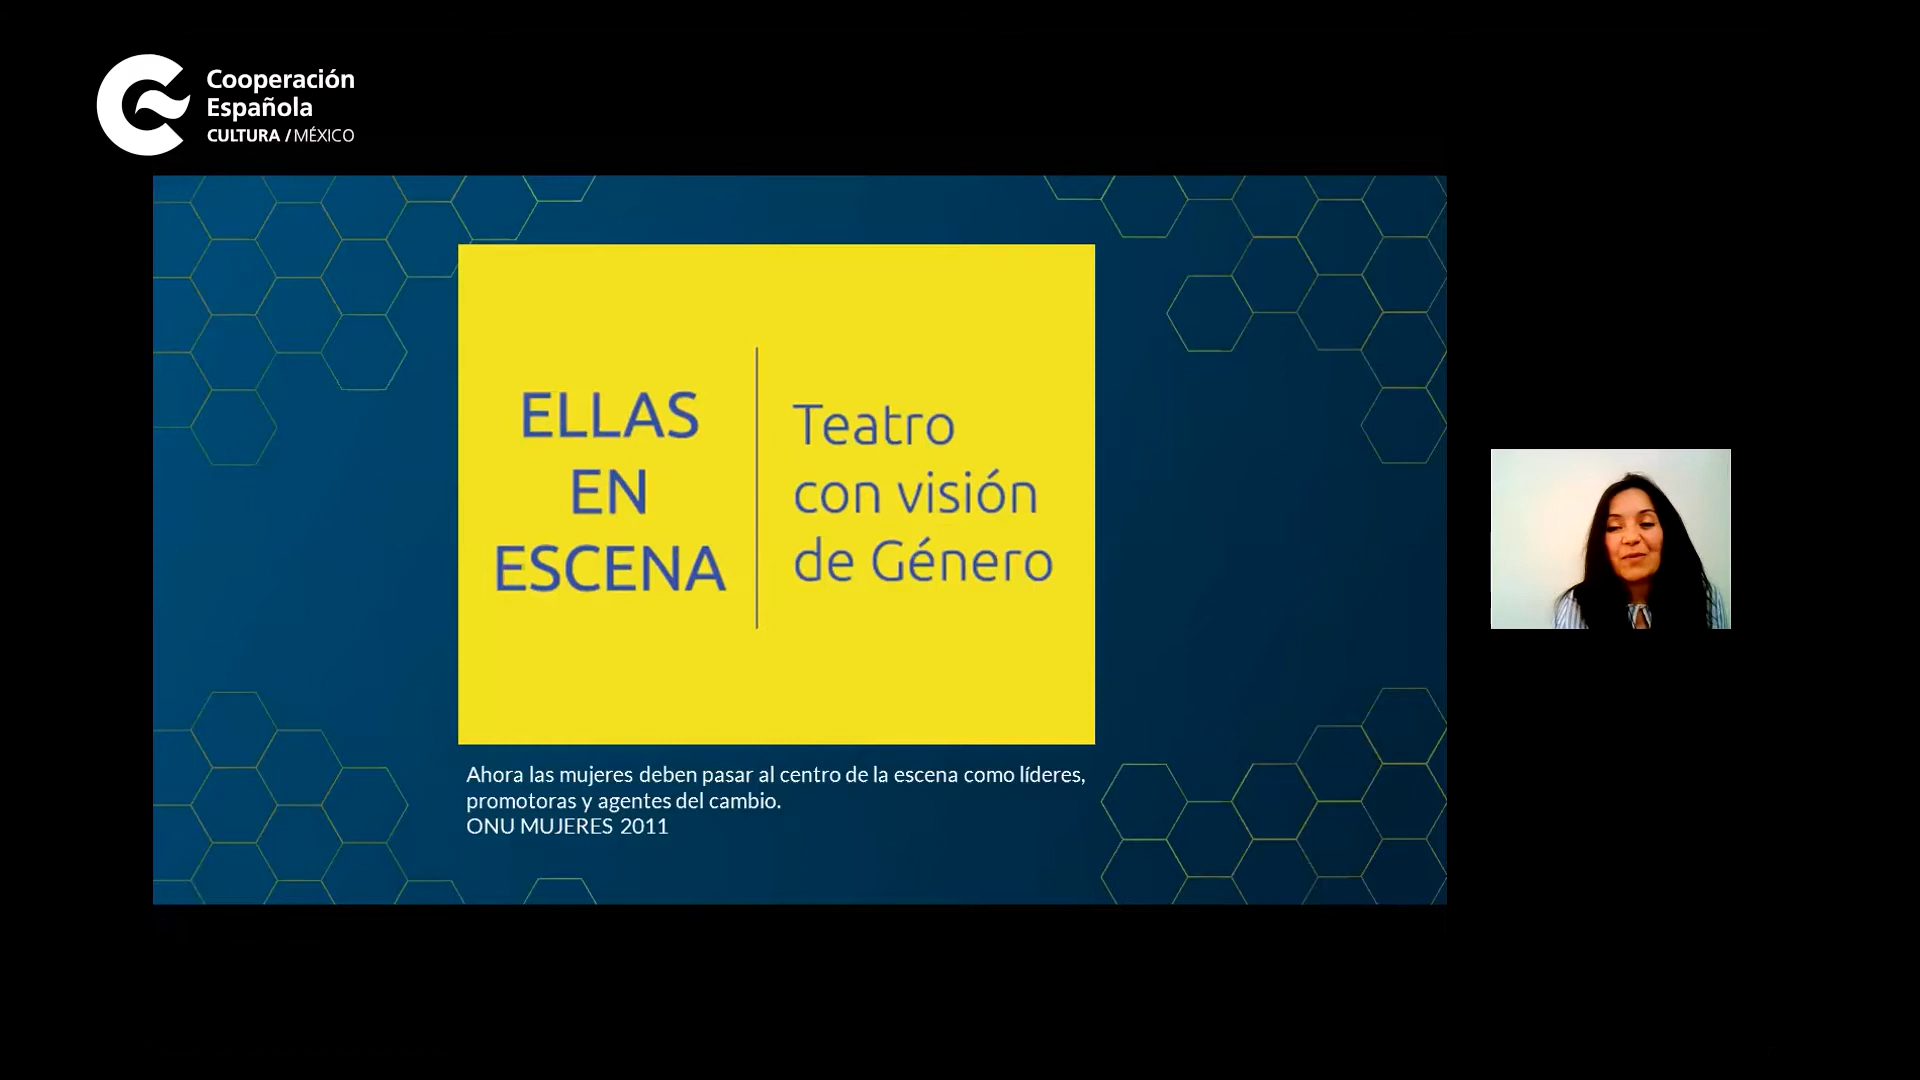 Cooperación
Española
CULTURA / MÉXICO
ELLAS
EN
ESCENA
Teatro
con visión
de Género
Ahora las mujeres deben pasar al centro de la escena como líderes,
promotoras y agentes del cambio.
ONU MUJERES 2011